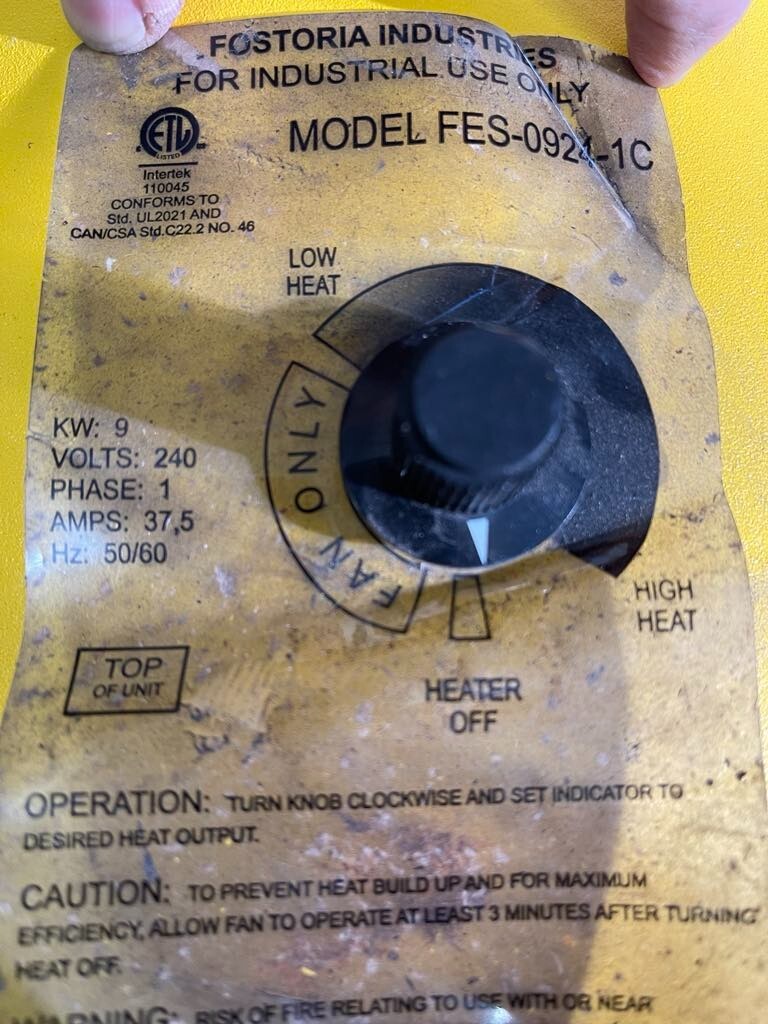 FOSTORIA INDUSTRIES
FOR INDUSTRIAL USE ONLY
MODEL FES-0924-1C
ETL
LISTED
Intertek
110045
CONFORMS TO
Std. UL2021 AND
CAN/CSA Std.C22.2 NO. 46
LOW
HEAT
FAN ONLY
KW: 9
VOLTS: 240
PHASE: 1
AMPS: 37,5
Hz: 50/60
HIGH
HEAT
TOP
OF UNIT
HEATER
OFF
OPERATION: TURN KNOB CLOCKWISE AND SET INDICATOR TO
DESIRED HEAT OUTPUT.
CAUTION: TO PREVENT HEAT BUILD UP AND FOR MAXIMUM
EFFICIENCY, ALLOW FAN TO OPERATE AT LEAST 3 MINUTES AFTER TURNING
HEAT OFF.
WARNING: RISK OF FIRE RELATING TO USE WITH OR NEAR